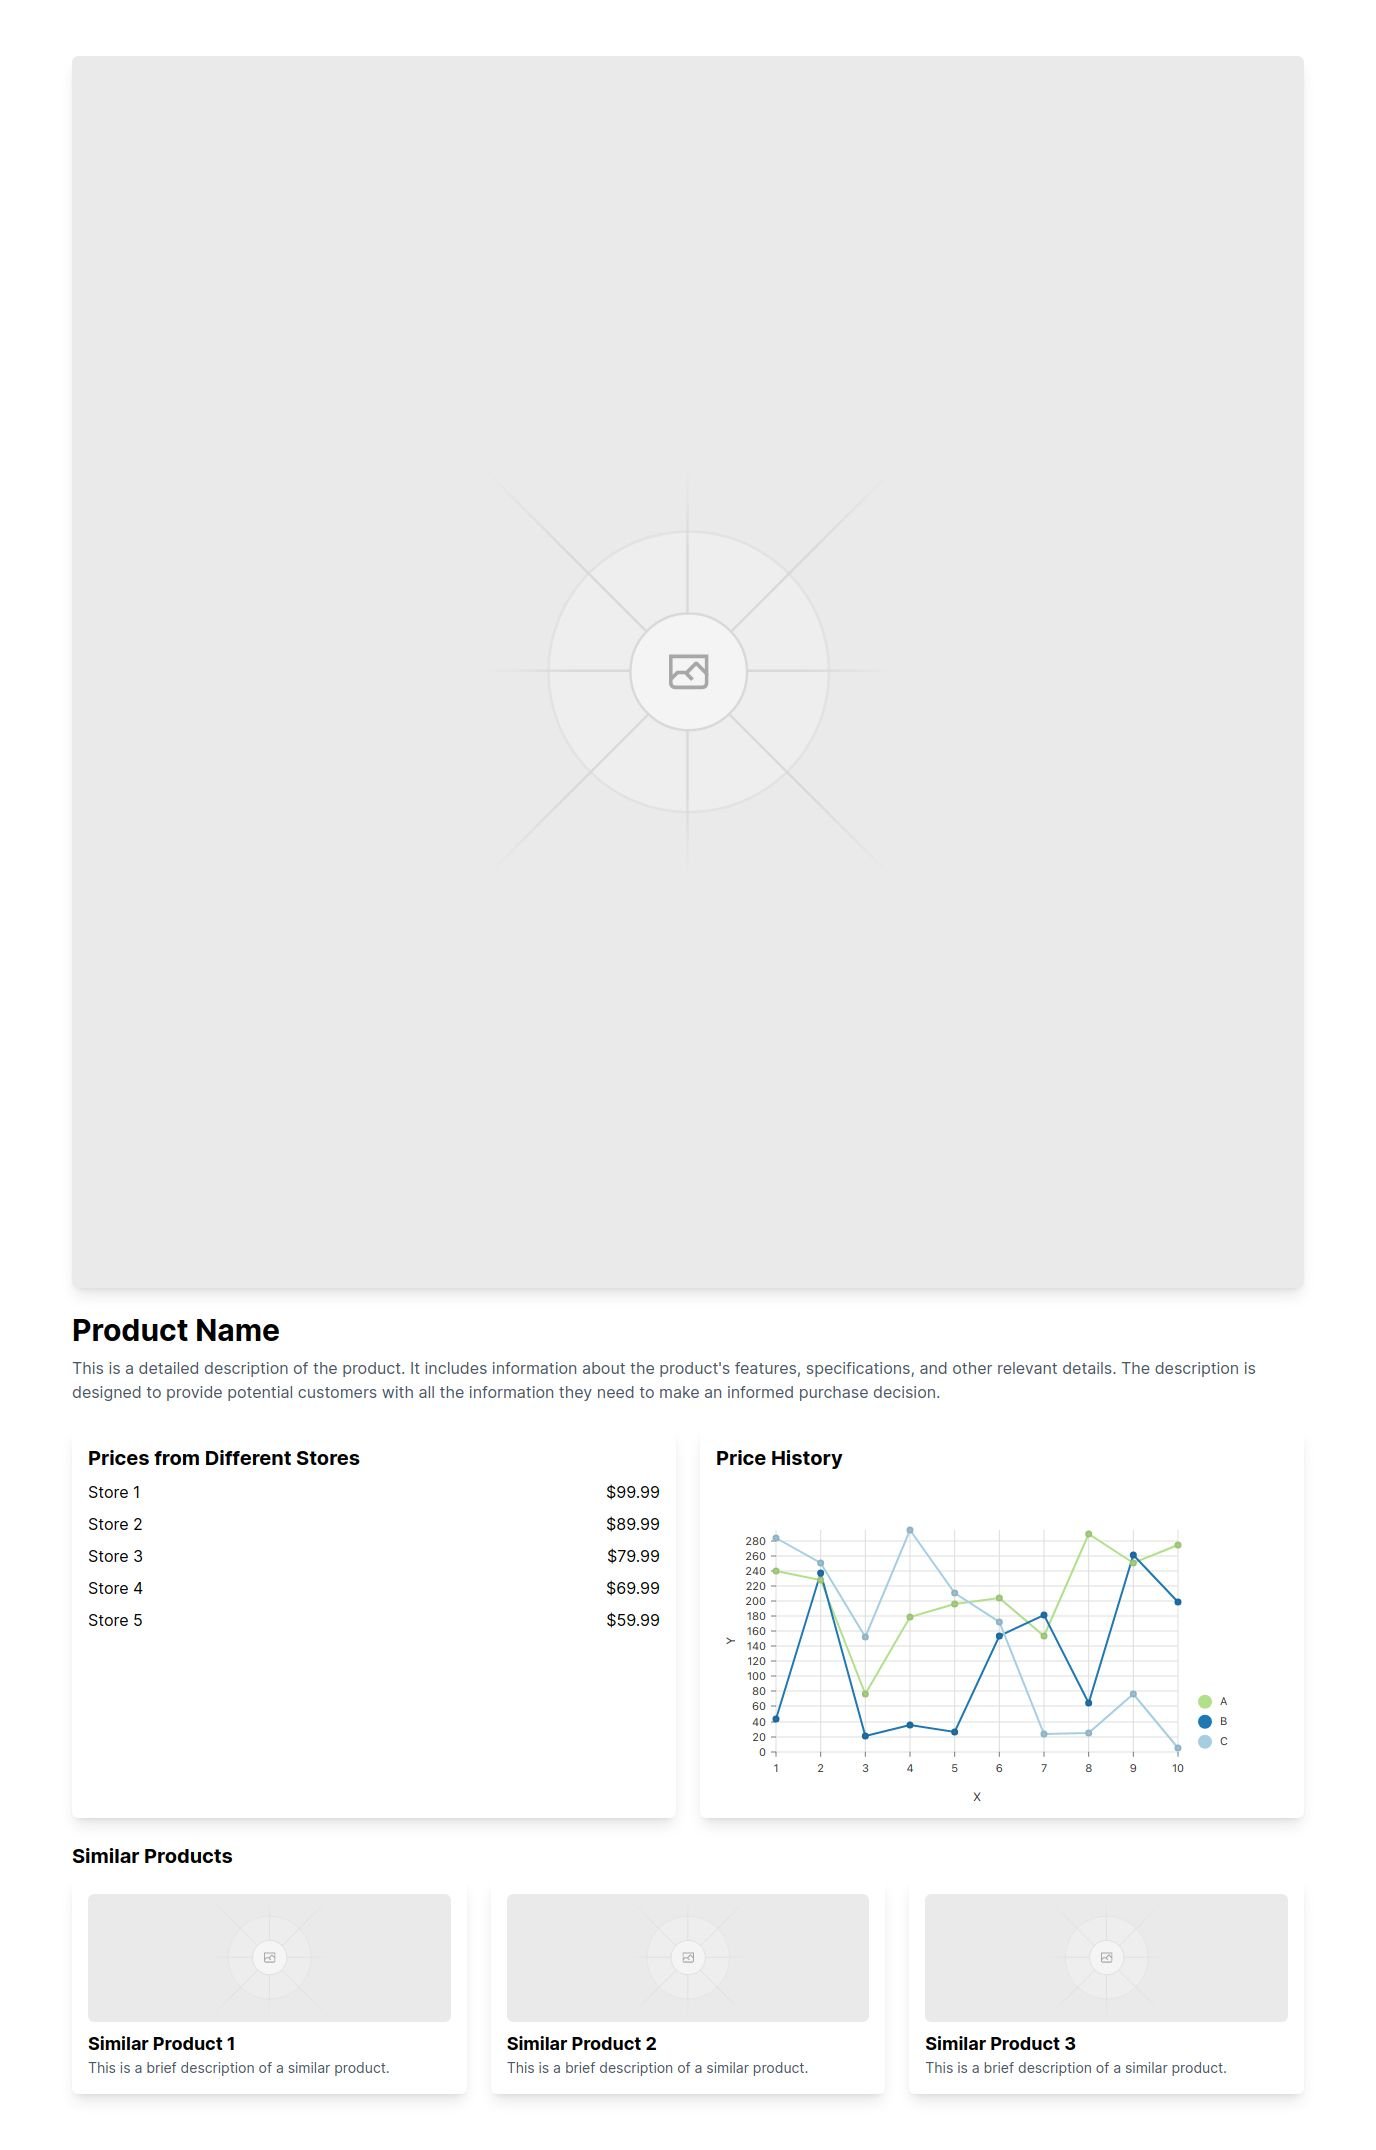 Product Name
This is a detailed description of the product. It includes information about the product's features, specifications, and other relevant details. The description is
designed to provide potential customers with all the information they need to make an informed purchase decision.
Prices from Different Stores
Store 1 $99.99
Store 2 $89.99
Store 3 $79.99
Store 4 $69.99
Store 5 $59.99
Price History
280
260
240
220
200
180
160
140
120
100
80
60
40
20
0
Y
1 2 3 4 5 6 7 8 9 10
X
A
B
C
Similar Products
Similar Product 1
This is a brief description of a similar product.
Similar Product 2
This is a brief description of a similar product.
Similar Product 3
This is a brief description of a similar product.